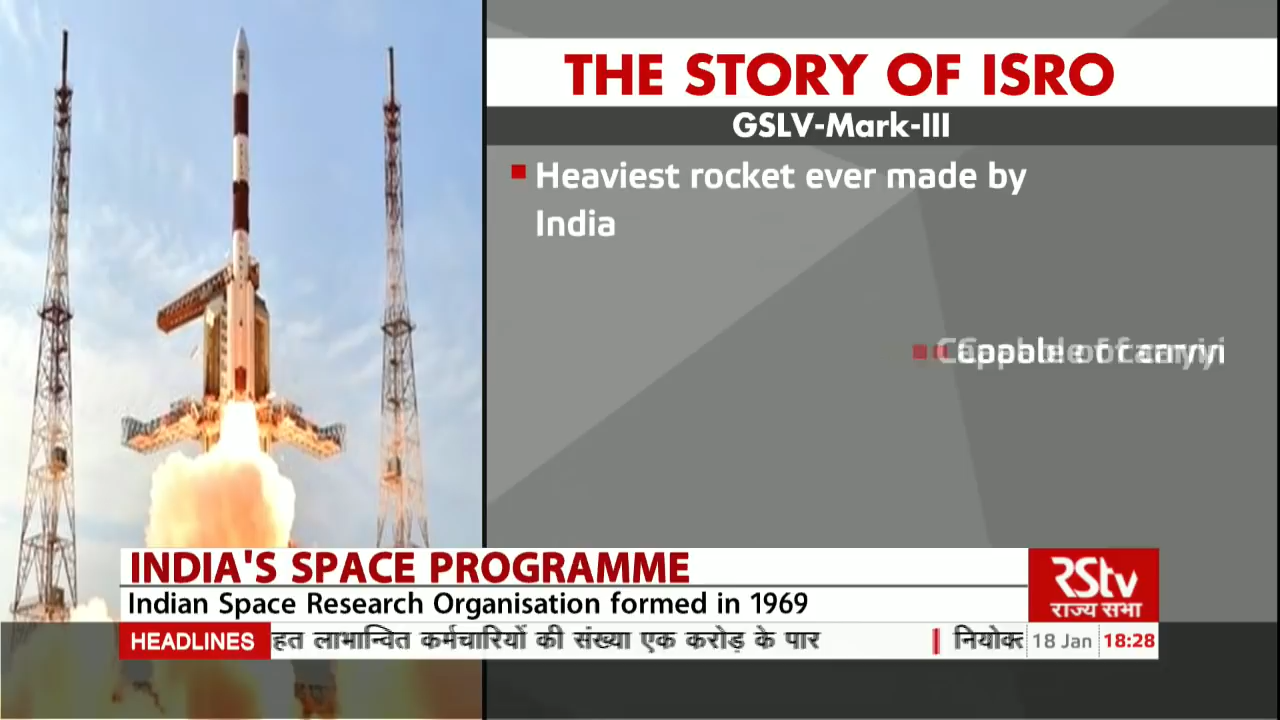 THE STORY OF ISRO
GSLV-Mark-III
Heaviest rocket ever made by
India
INDIA'S SPACE PROGRAMME
Indian Space Research Organisation formed in 1969
RStv
राज्य सभा
HEADLINES
हत लाभान्वित कर्मचारियों की संख्या एक करोड़ के पार
18 Jan
18:28